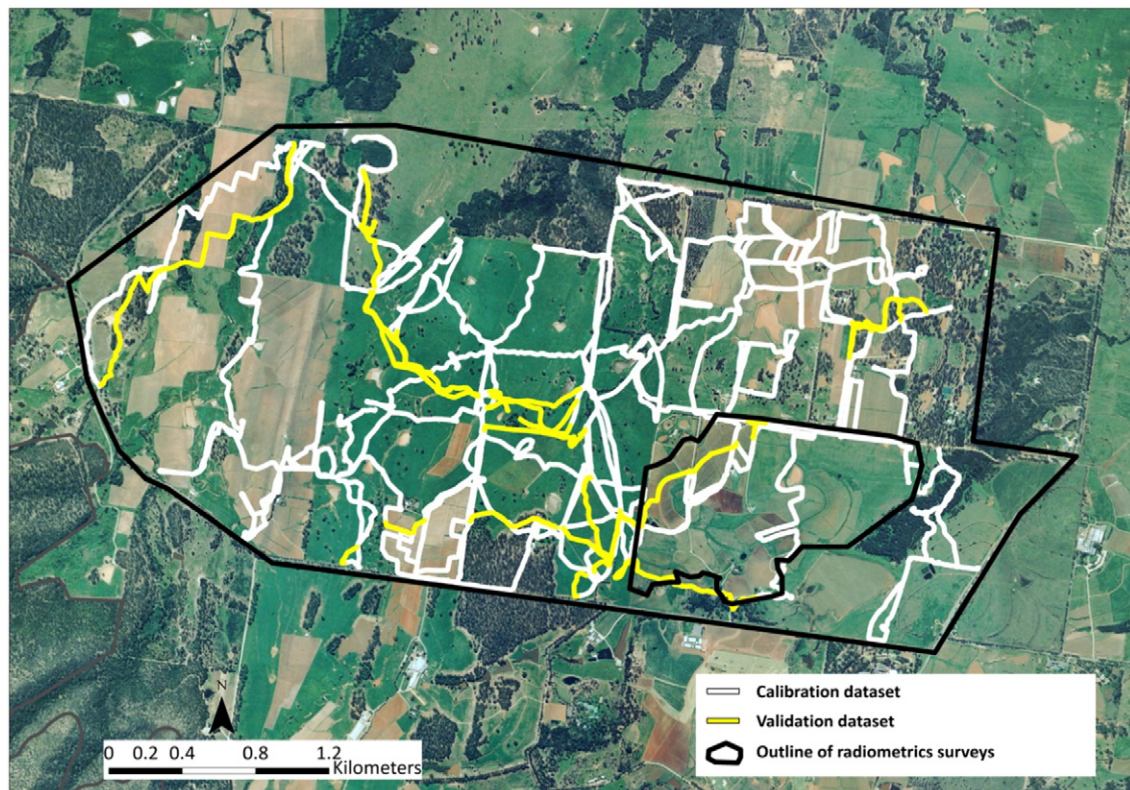 Calibration dataset
Validation dataset
Outline of radiometrics surveys
N
0 0.2 0.4 0.8 1.2
Kilometers